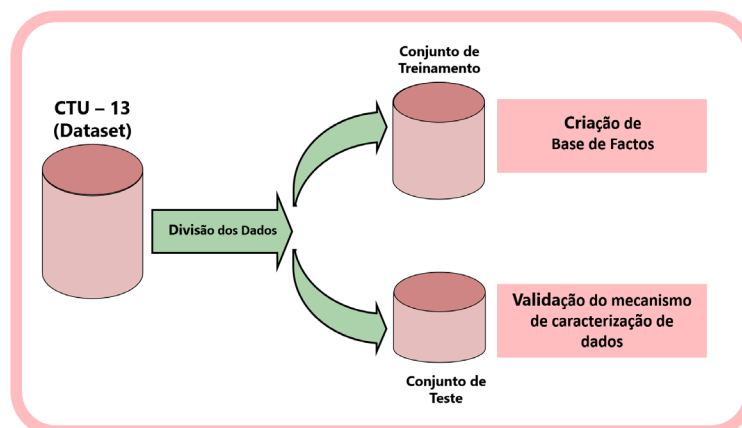 CTU – 13
(Dataset)
Divisão dos Dados
Conjunto de
Treinamento
Criação de
Base de Factos
Validação do mecanismo
de caracterização de
dados
Conjunto de
Teste